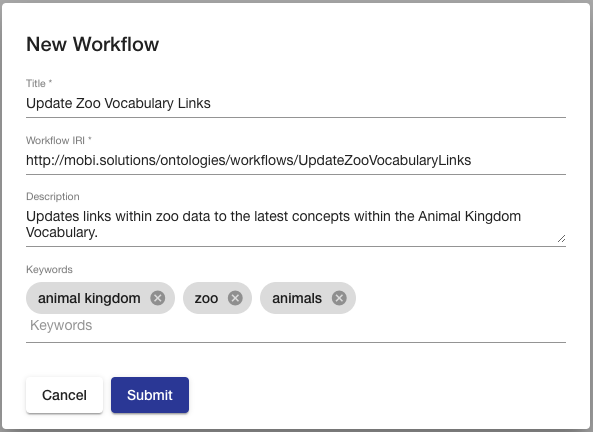 New Workflow
Title *
Update Zoo Vocabulary Links
Workflow IRI *
http://mobi.solutions/ontologies/workflows/UpdateZooVocabularyLinks
Description
Updates links within zoo data to the latest concepts within the Animal Kingdom
Vocabulary.
Keywords
animal kingdom zoo animals
Keywords
Cancel Submit